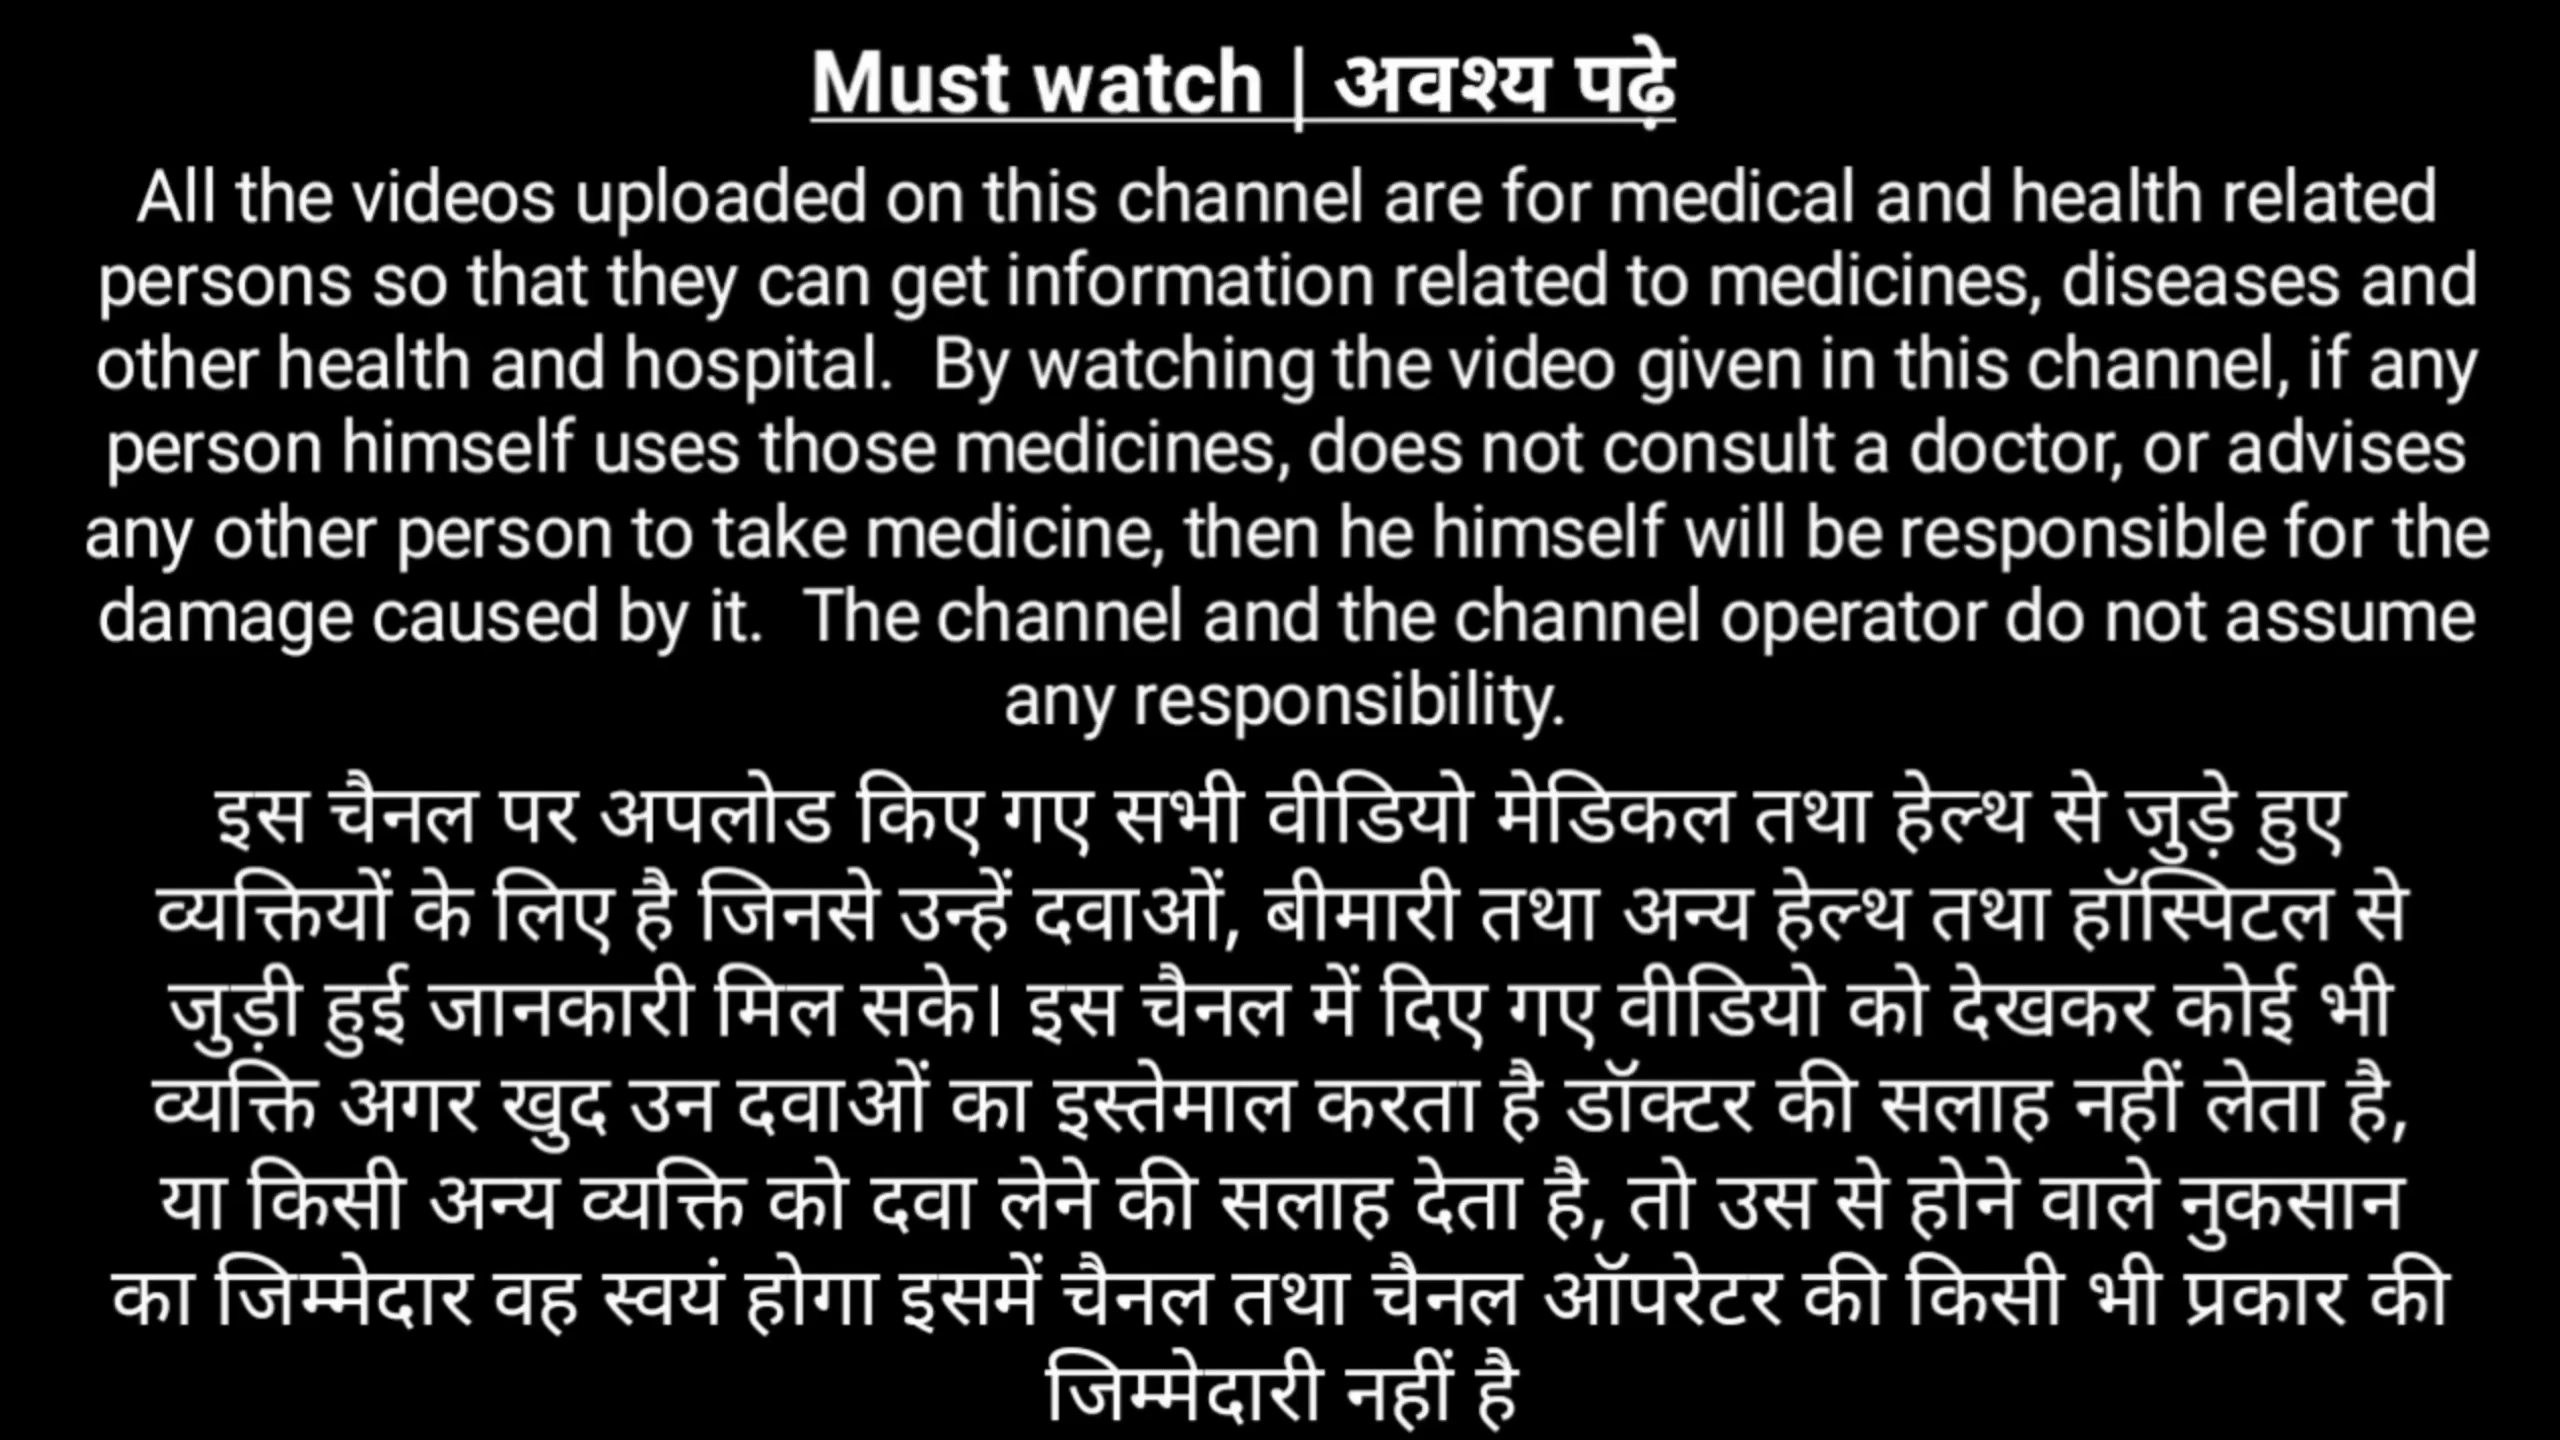 Must watch | अवश्य पढ़े
All the videos uploaded on this channel are for medical and health related
persons so that they can get information related to medicines, diseases and
other health and hospital.  By watching the video given in this channel, if any
person himself uses those medicines, does not consult a doctor, or advises
any other person to take medicine, then he himself will be responsible for the
damage caused by it.  The channel and the channel operator do not assume
any responsibility.
इस चैनल पर अपलोड किए गए सभी वीडियो मेडिकल तथा हेल्थ से जुड़े हुए
व्यक्तियों के लिए है जिनसे उन्हें दवाओं, बीमारी तथा अन्य हेल्थ तथा हॉस्पिटल से
जुड़ी हुई जानकारी मिल सके। इस चैनल में दिए गए वीडियो को देखकर कोई भी
व्यक्ति अगर खुद उन दवाओं का इस्तेमाल करता है डॉक्टर की सलाह नहीं लेता है,
या किसी अन्य व्यक्ति को दवा लेने की सलाह देता है, तो उस से होने वाले नुकसान
का जिम्मेदार वह स्वयं होगा इसमें चैनल तथा चैनल ऑपरेटर की किसी भी प्रकार की
जिम्मेदारी नहीं है